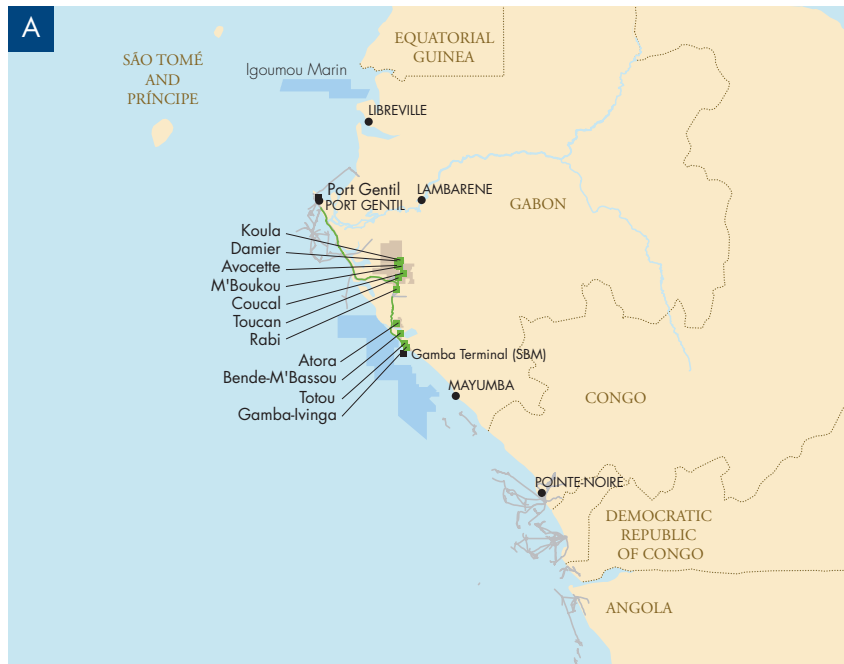 A
EQUATORIAL
GUINEA
SÃO TOMÉ
AND
PRÍNCIPE
Igoumou Marin
LIBREVILLE
Port Gentil
PORT GENTIL
LAMBARENE
GABON
Koula
Damier
Avocette
M'Boukou
Coucal
Toucan
Rabi
Atora
Bende-M'Bassou
Totou
Gamba-Ivinga
Gamba Terminal (SBM)
MAYUMBA
CONGO
POINTE-NOIRE
DEMOCRATIC
REPUBLIC
OF CONGO
ANGOLA